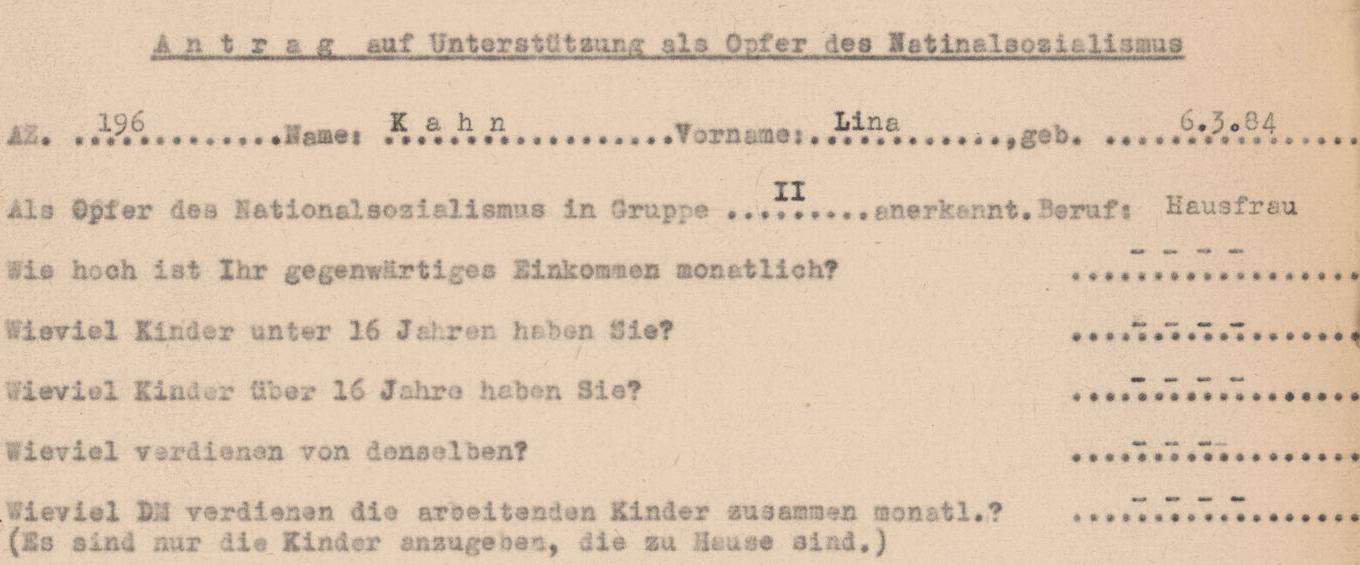 A n t r a g auf Unterstützung als Opfer des Natinalsozialismus
AZ. ..196............Name: K a h n..................Vorname:.Lina..........,geb. ....6.3.84.....
Als Opfer des Nationalsozialismus in Gruppe ...II....anerkannt.Beruf: Hausfrau
Wie hoch ist Ihr gegenwärtiges Einkommen monatlich? ....- - - -.......
Wieviel Kinder unter 16 Jahren haben Sie? ....- - - -.......
Wieviel Kinder über 16 Jahre haben Sie? ....- - - -.......
Wieviel verdienen von denselben? ....- - - -.......
Wieviel DM verdienen die arbeitenden Kinder zusammen monatl.? ....- - - -.......
(Es sind nur die Kinder anzugeben, die zu Hause sind.)